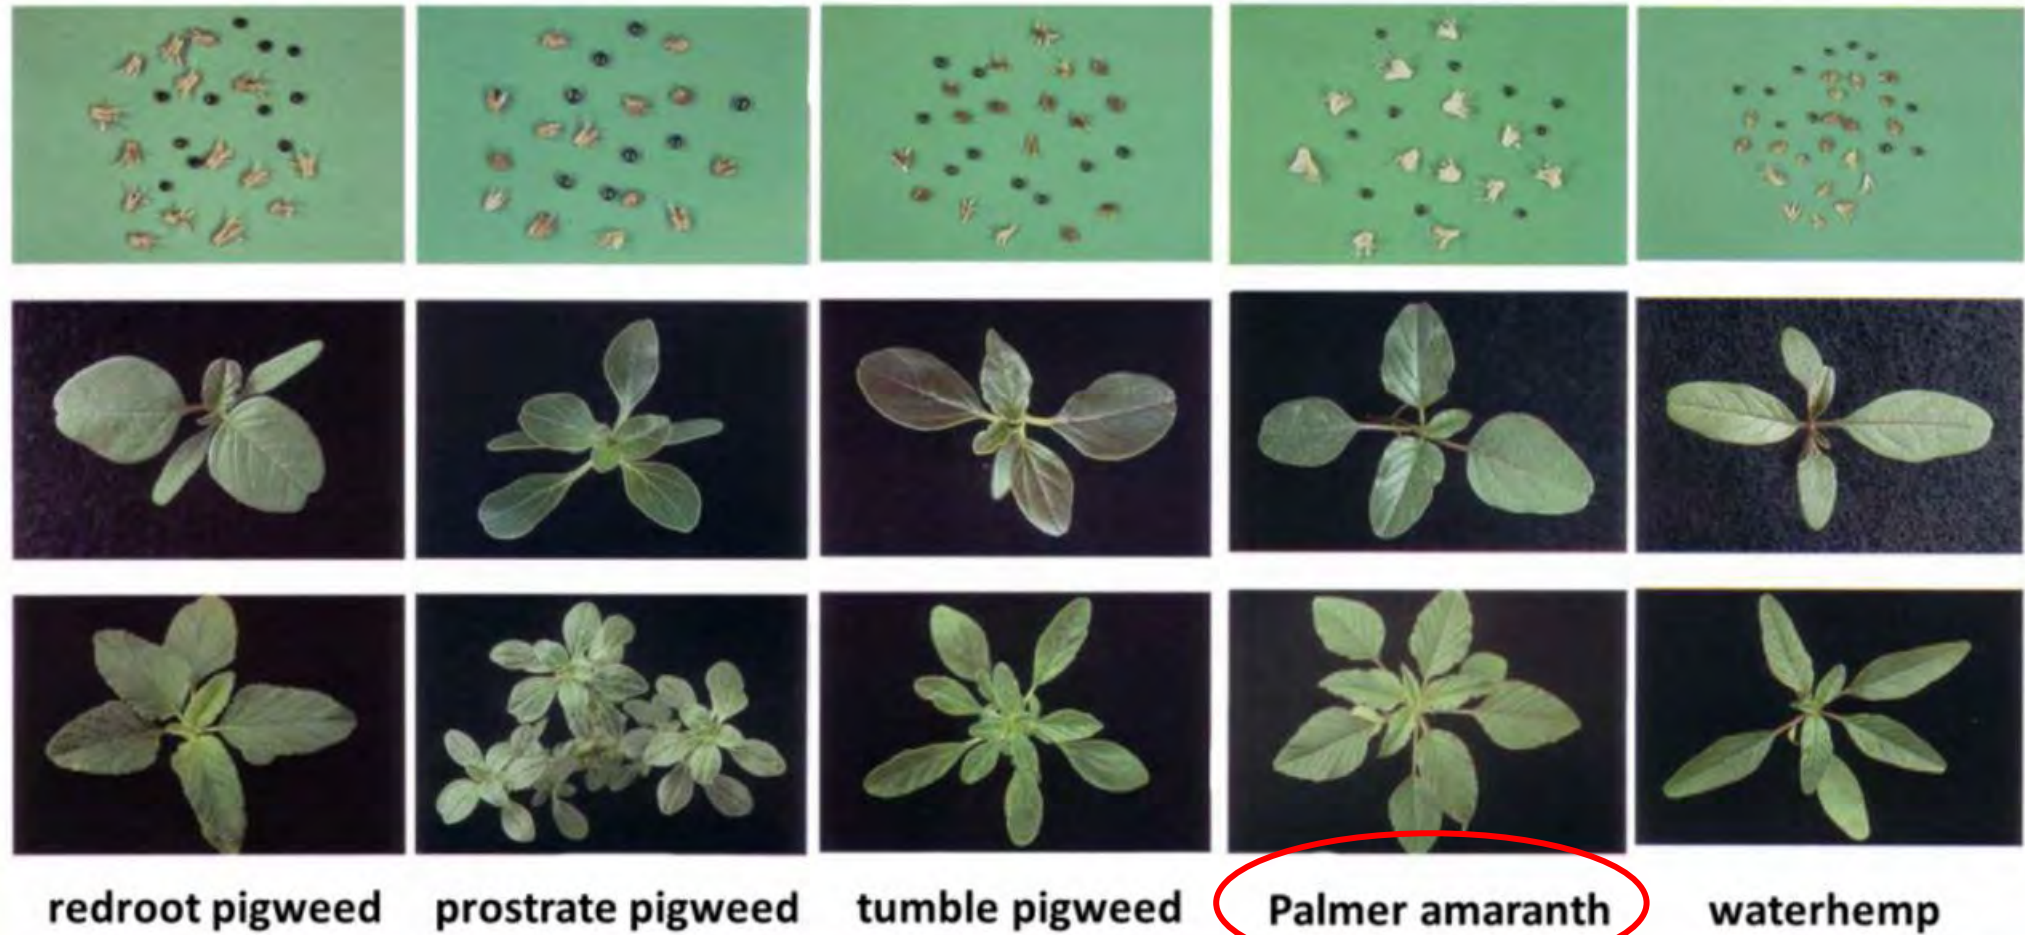 redroot pigweed
prostrate pigweed
tumble pigweed
Palmer amaranth
waterhemp